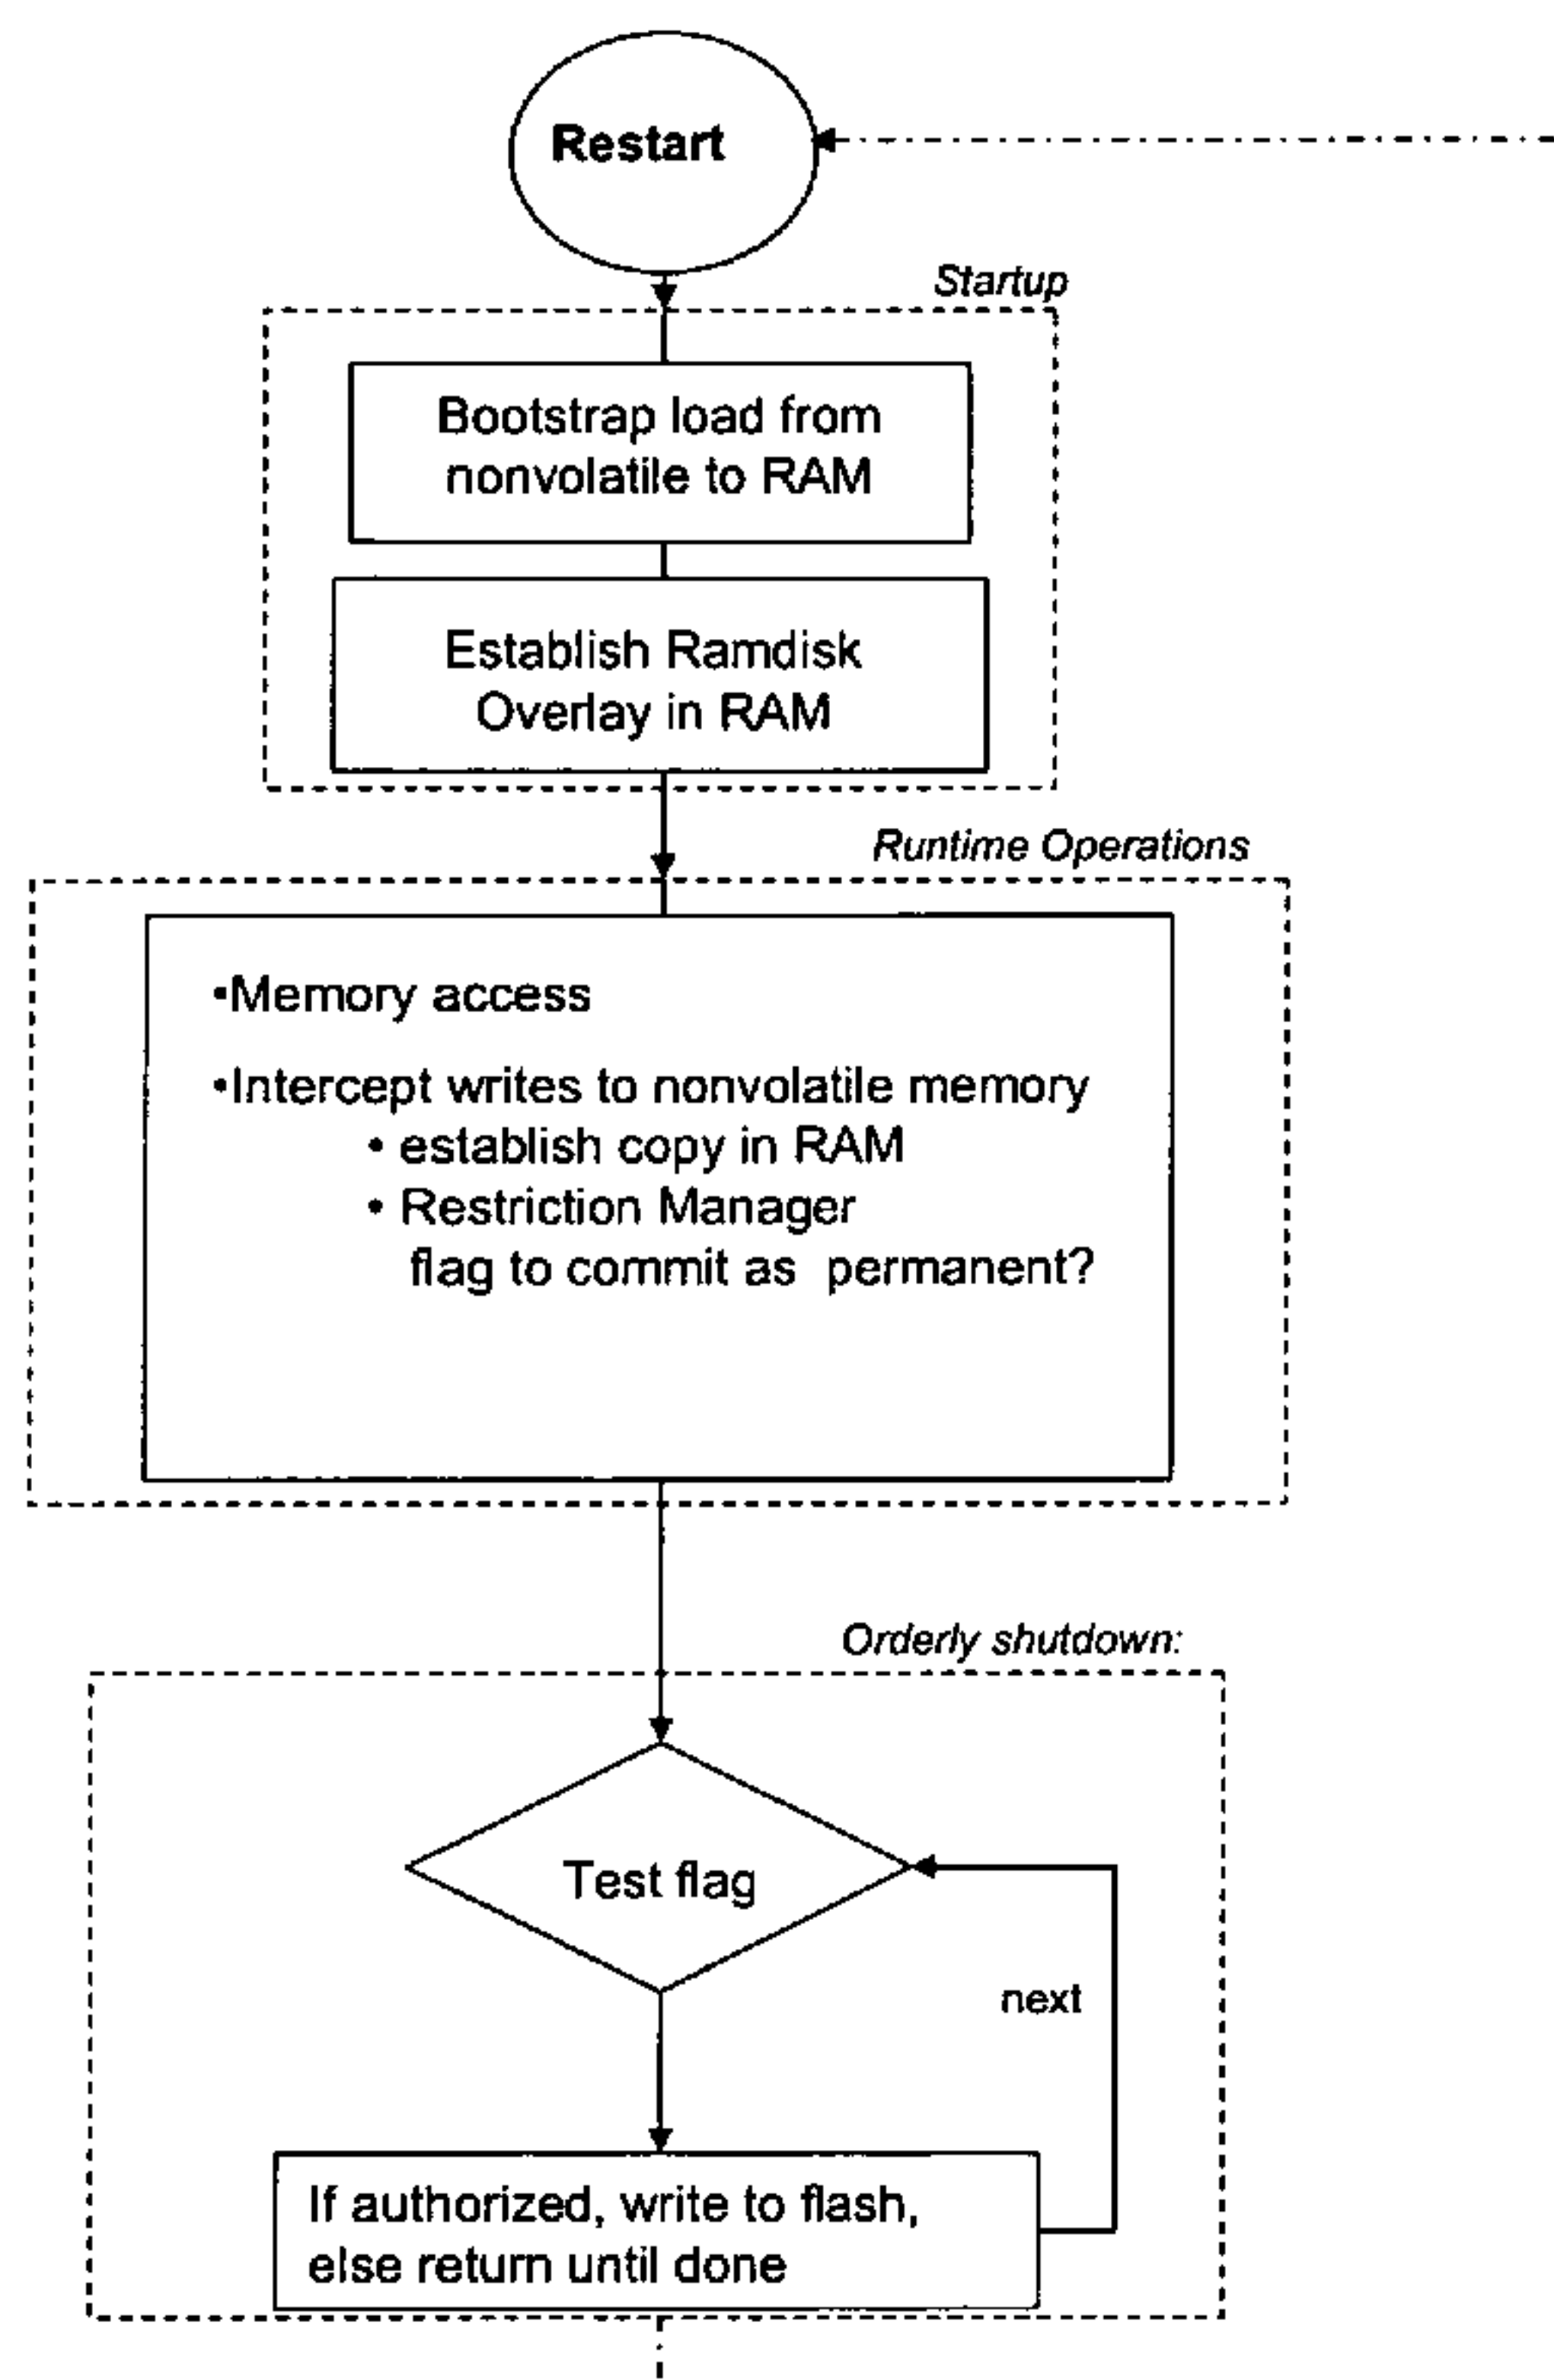 Restart
Startup
Bootstrap load from
nonvolatile to RAM
Establish Ramdisk
Overlay in RAM
Runtime Operations
•Memory access
•Intercept writes to nonvolatile memory
• establish copy in RAM
• Restriction Manager
flag to commit as permanent?
Orderly shutdown:
Test flag
next
If authorized, write to flash,
else return until done